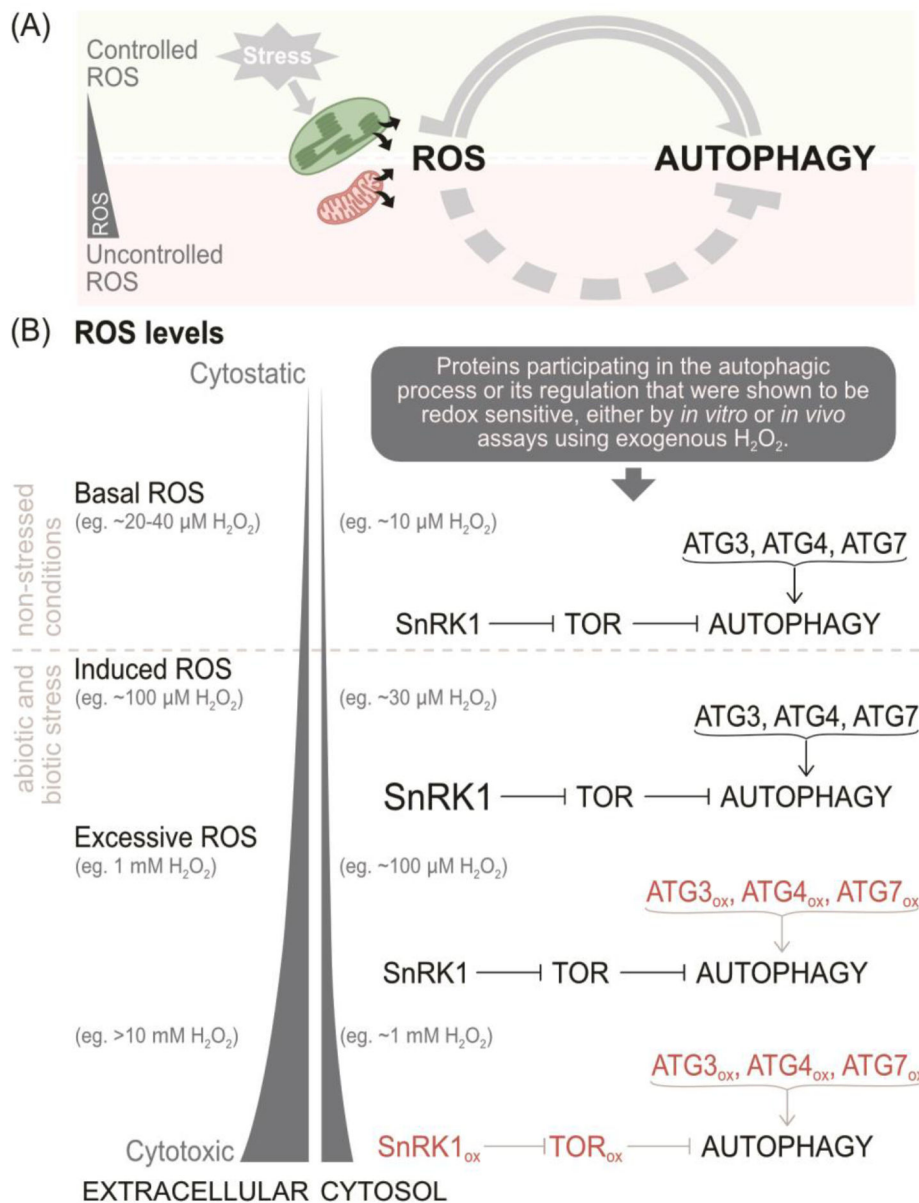 (A)
Controlled
ROS
Stress
ROS
AUTOPHAGY
ROS
Uncontrolled
ROS
(B) ROS levels
Cytostatic
Proteins participating in the autophagic
process or its regulation that were shown to be
redox sensitive, either by in vitro or in vivo
assays using exogenous H₂O₂.
non-stressed
conditions
Basal ROS
(eg. ~20-40 µM H₂O₂)
(eg. ~10 µM H₂O₂)
ATG3, ATG4, ATG7
SnRK1 TOR AUTOPHAGY
abiotic and
biotic stress
Induced ROS
(eg. ~100 µM H₂O₂)
(eg. ~30 µM H₂O₂)
ATG3, ATG4, ATG7
SnRK1 TOR AUTOPHAGY
Excessive ROS
(eg. 1 mM H₂O₂)
(eg. ~100 µM H₂O₂)
ATG3ox, ATG4ox, ATG7ox
SnRK1 TOR AUTOPHAGY
(eg. >10 mM H₂O₂)
(eg. ~1 mM H₂O₂)
ATG3ox, ATG4ox, ATG7ox
Cytotoxic
SnRK1ox TORox AUTOPHAGY
EXTRACELLULAR CYTOSOL